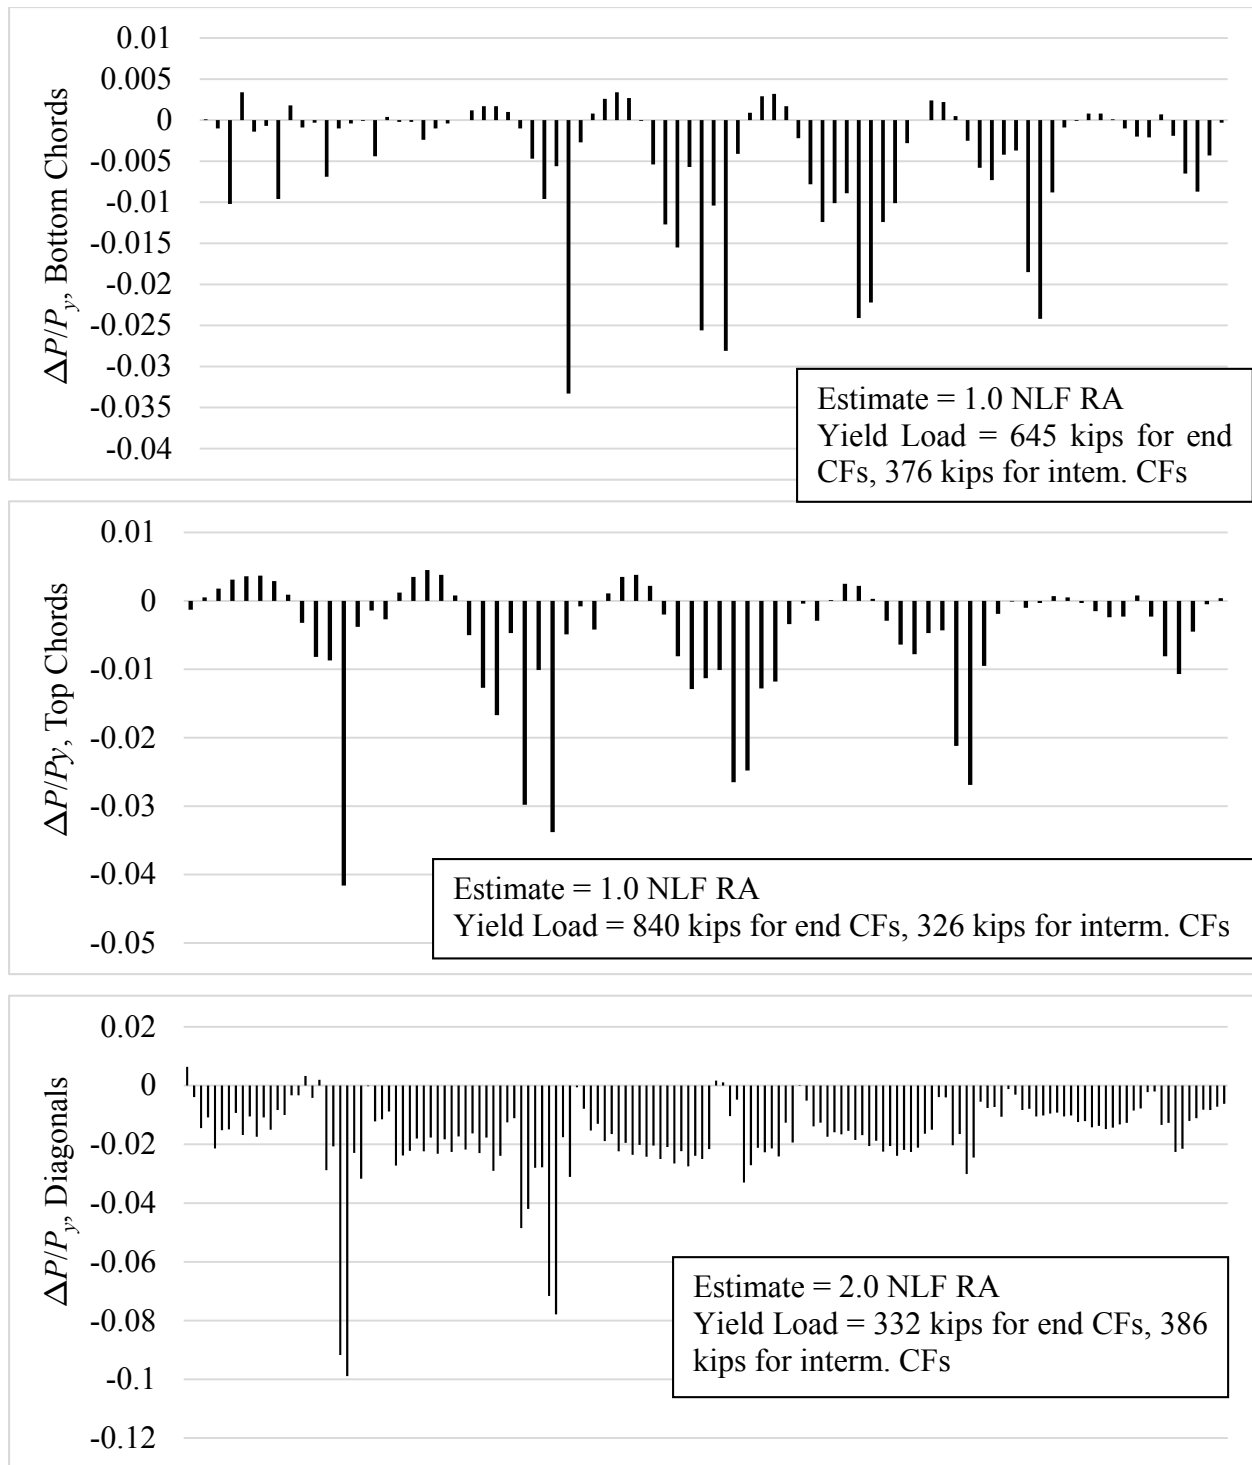 0.01
0.005
0
-0.005
-0.01
-0.015
-0.02
-0.025
-0.03
-0.035
-0.04
ΔP/Py, Bottom Chords
Estimate = 1.0 NLF RA
Yield Load = 645 kips for end
CFs, 376 kips for intem. CFs
0.01
0
-0.01
-0.02
-0.03
-0.04
-0.05
ΔP/Py, Top Chords
Estimate = 1.0 NLF RA
Yield Load = 840 kips for end CFs, 326 kips for interm. CFs
0.02
0
-0.02
-0.04
-0.06
-0.08
-0.1
-0.12
ΔP/Py, Diagonals
Estimate = 2.0 NLF RA
Yield Load = 332 kips for end CFs, 386
kips for interm. CFs